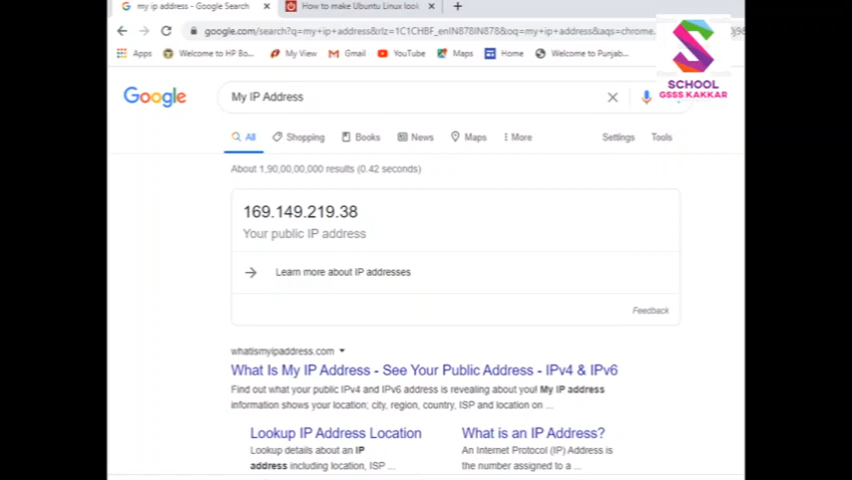 my ip address - Google Search
How to make Ubuntu Linux look
google.com/search?q=my+ip+address&rlz=1C1CHBF_enIN878IN878&oq=my+ip+address&aqs=chrome.
Apps
Welcome to HP Bo...
My IP View
Gmail
YouTube
Maps
Home
Welcome to Punjab...
S
SCHOOL
GSSS KAKKAR
Google
My IP Address
All
Shopping
Books
News
Maps
More
Settings
Tools
About 1,90,00,00,000 results (0.42 seconds)
169.149.219.38
Your public IP address
Learn more about IP addresses
Feedback
whatismyipaddress.com
What Is My IP Address - See Your Public Address - IPv4 & IPv6
Find out what your public IPv4 and IPv6 address is revealing about you! My IP address
information shows your location; city, region, country, ISP and location on ...
Lookup IP Address Location
What is an IP Address?
Lookup details about an IP
An Internet Protocol (IP) Address is
address including location, ISP ...
the number assigned to a ...